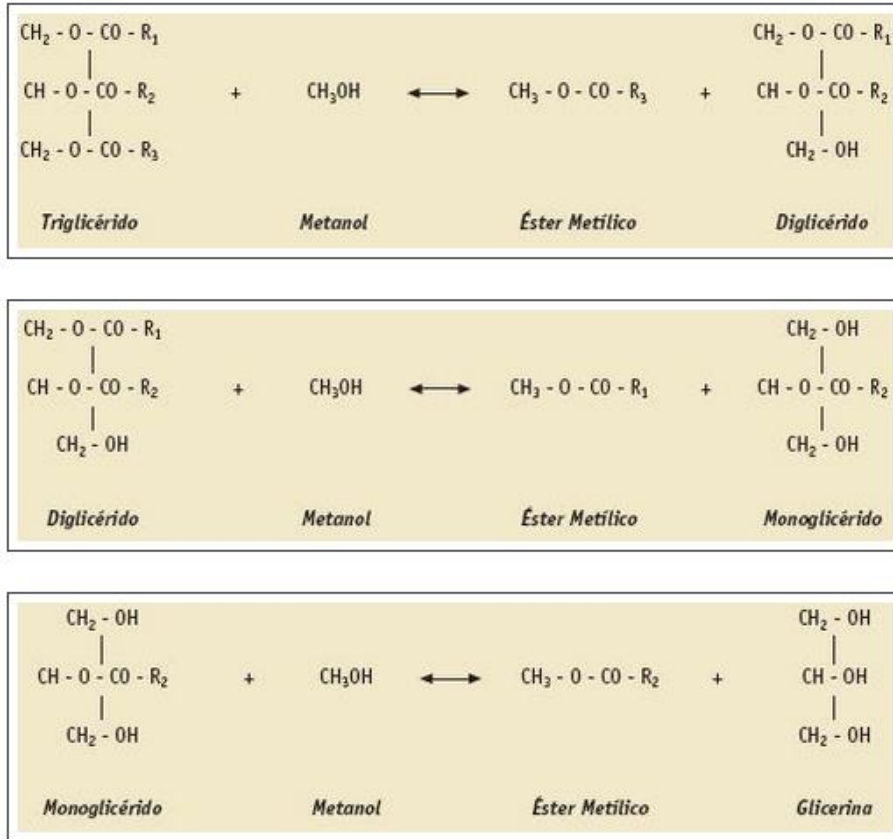 CH₂ - O - CO - R₁ CH₂ - O - CO - R₁
CH - O - CO - R₂ + CH₃OH ⟷ CH₃ - O - CO - R₃ + CH - O - CO - R₂
CH₂ - O - CO - R₃ CH₂ - OH
Triglicérido Metanol Éster Metílico Diglicérido
CH₂ - O - CO - R₁ CH₂ - OH
CH - O - CO - R₂ + CH₃OH ⟷ CH₃ - O - CO - R₁ + CH - O - CO - R₂
CH₂ - OH CH₂ - OH
Diglicérido Metanol Éster Metílico Monoglicérido
CH₂ - OH CH₂ - OH
CH - O - CO - R₂ + CH₃OH ⟷ CH₃ - O - CO - R₂ + CH - OH
CH₂ - OH CH₂ - OH
Monoglicérido Metanol Éster Metílico Glicerina